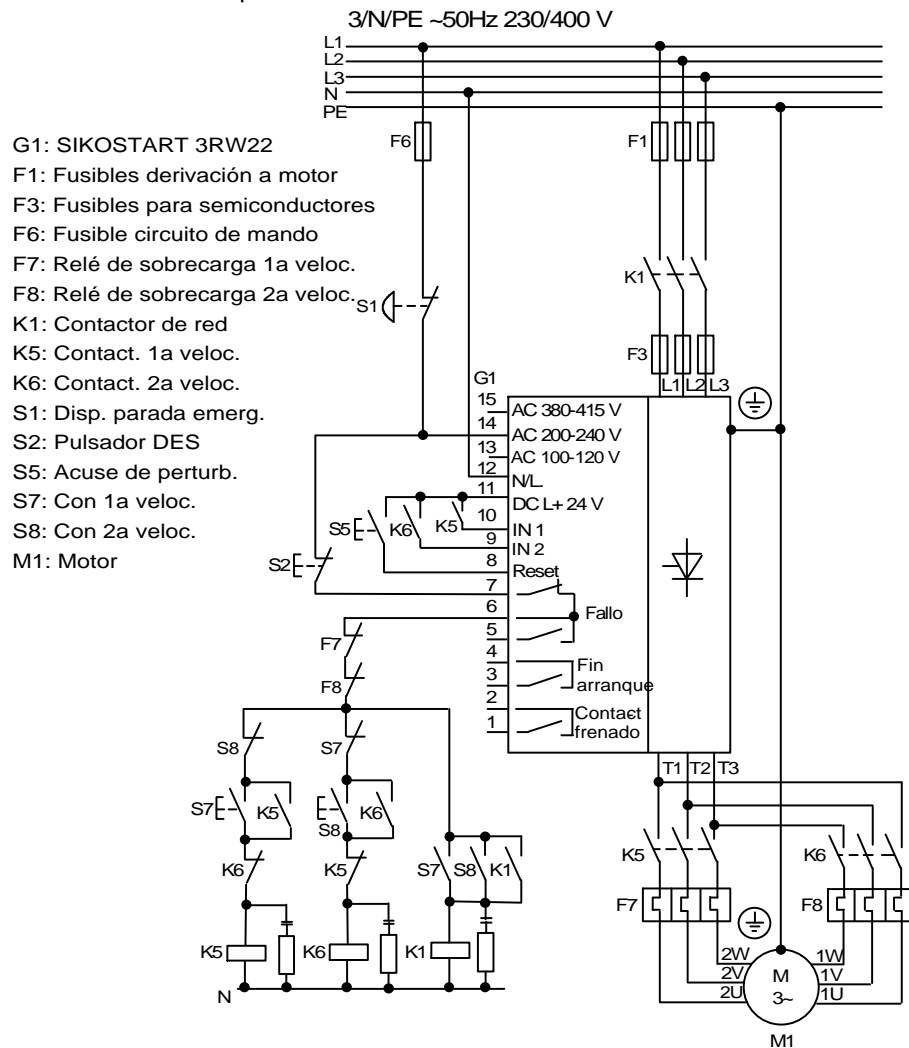 3/N/PE ~50Hz 230/400 V
L1
L2
L3
N
PE
G1: SIKOSTART 3RW22
F1: Fusibles derivación a motor
F3: Fusibles para semiconductores
F6: Fusible circuito de mando
F7: Relé de sobrecarga 1a veloc.
F8: Relé de sobrecarga 2a veloc.
K1: Contactor de red
K5: Contact. 1a veloc.
K6: Contact. 2a veloc.
S1: Disp. parada emerg.
S2: Pulsador DES
S5: Acuse de perturb.
S7: Con 1a veloc.
S8: Con 2a veloc.
M1: Motor
F6
F1
S1
K1
F3
G1
L1 L2 L3
15
AC 380-415 V
14
AC 200-240 V
13
AC 100-120 V
12
N/L.
11
DC L+ 24 V
10
IN 1
9
IN 2
8
Reset
7
6
Fallo
5
4
Fin
3
arranque
2
Contact
1
frenado
S5
K6
K5
S2
F7
F8
S8
S7
S7
K5
S8
K6
K6
K5
S7
S8
K1
K5
K6
K1
N
T1 T2 T3
K5
K6
F7
F8
2W
2V
2U
M
3~
1W
1V
1U
M1